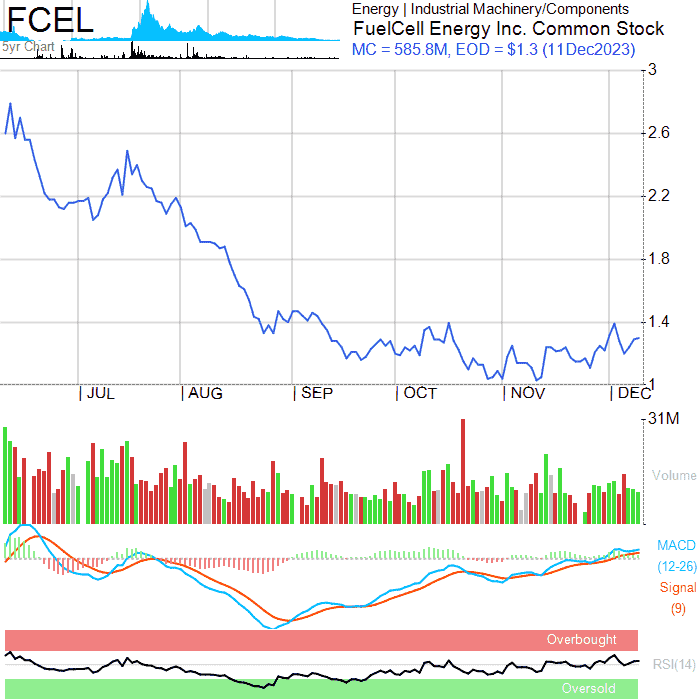 FCEL
5yr Chart
Energy | Industrial Machinery/Components
FuelCell Energy Inc. Common Stock
MC = 585.8M, EOD = $1.3 (11Dec2023)
3
2.6
2.2
1.8
1.4
1
| JUL | AUG | SEP | OCT | NOV | DEC
31M
Volume
MACD
(12-26)
Signal
(9)
Overbought
RSI(14)
Oversold